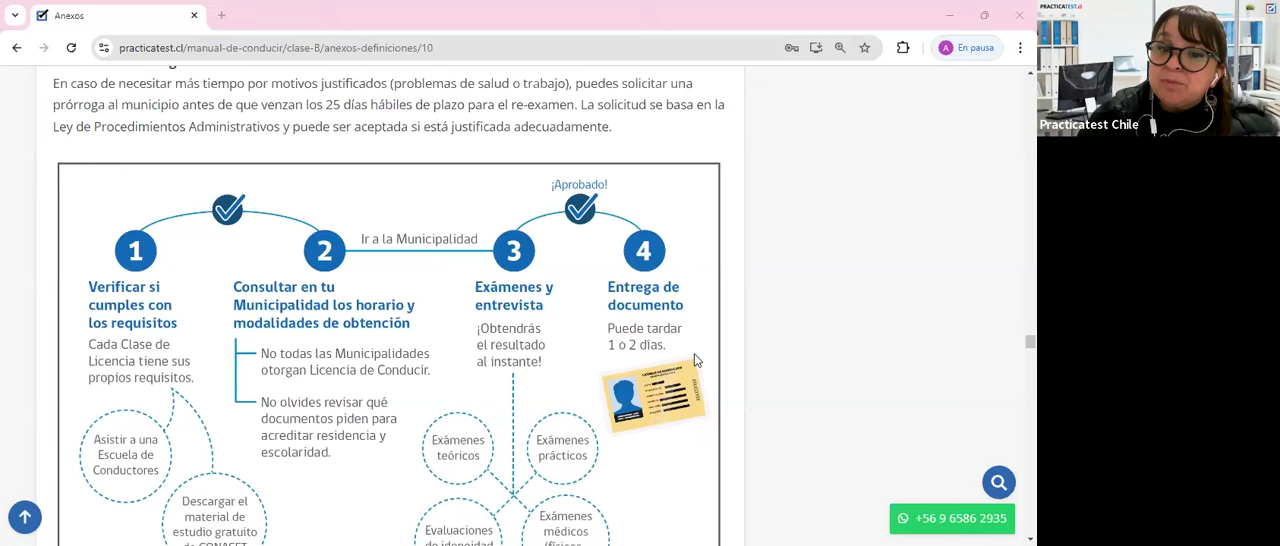 Anexos
practicatest.cl/manual-de-conducir/clase-B/anexos-definiciones/10
A
En pausa
En caso de necesitar más tiempo por motivos justificados (problemas de salud o trabajo), puedes solicitar una
prórroga al municipio antes de que venzan los 25 días hábiles de plazo para el re-examen. La solicitud se basa en la
Ley de Procedimientos Administrativos y puede ser aceptada si está justificada adecuadamente.
¡Aprobado!
Ir a la Municipalidad
1
2
3
4
Verificar si
cumples con
los requisitos
Cada Clase de
Licencia tiene sus
propios requisitos.
Asistir a una
Escuela de
Conductores
Descargar el
material de
estudio gratuito
de CONASET
Consultar en tu
Municipalidad los horario y
modalidades de obtención
No todas las Municipalidades
otorgan Licencia de Conducir.
No olvides revisar qué
documentos piden para
acreditar residencia y
escolaridad.
Exámenes y
entrevista
¡Obtendrás
el resultado
al instante!
Exámenes
teóricos
Exámenes
prácticos
Evaluaciones
de idoneidad
Exámenes
médicos
(físicos,
Entrega de
documento
Puede tardar
1 o 2 días.
+56 9 6586 2935
PRACTICATEST.CL
Practicatest Chile